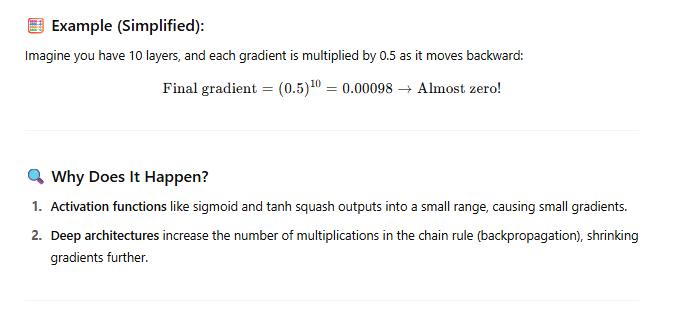 🧮 Example (Simplified):
Imagine you have 10 layers, and each gradient is multiplied by 0.5 as it moves backward:
Final gradient = (0.5)¹⁰ = 0.00098 → Almost zero!
🔍 Why Does It Happen?
1. Activation functions like sigmoid and tanh squash outputs into a small range, causing small gradients.
2. Deep architectures increase the number of multiplications in the chain rule (backpropagation), shrinking
gradients further.